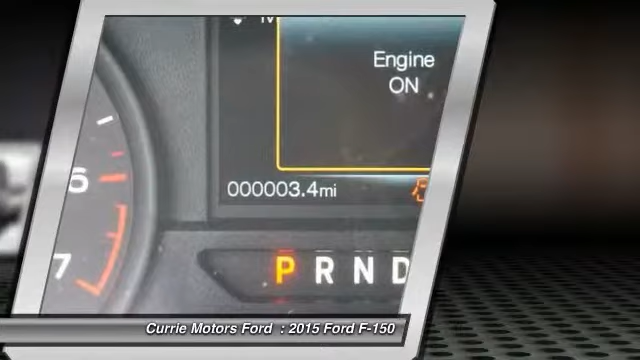 Engine
ON
6
000003.4mi
7
P R N D
Currie Motors Ford : 2015 Ford F-150